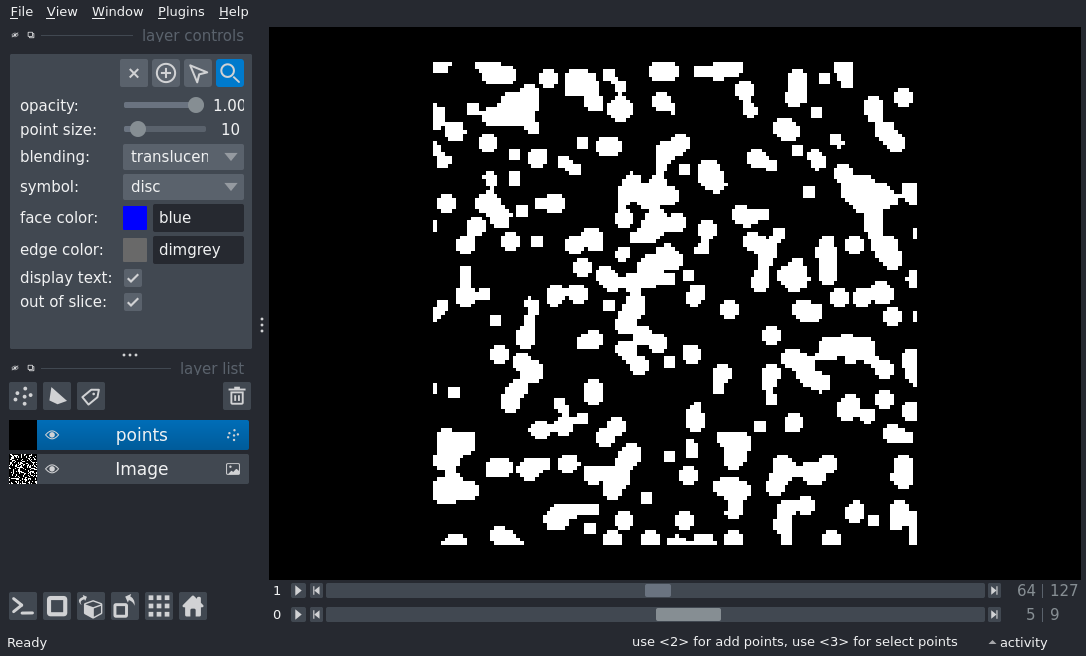 File View Window Plugins Help
layer controls
opacity: 1.00
point size: 10
blending: translucen
symbol: disc
face color: blue
edge color: dimgrey
display text:
out of slice:
layer list
points
Image
1 64 | 127
0 5 | 9
Ready use <2> for add points, use <3> for select points activity